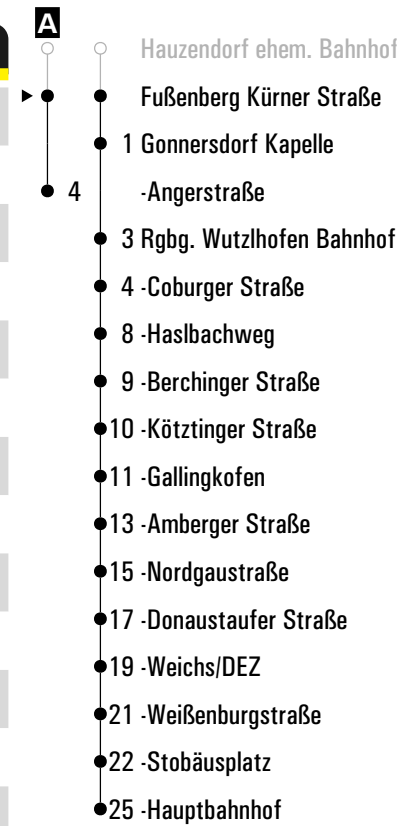 A
Hauzendorf ehem. Bahnhof
Fußenberg Kürner Straße
1 Gonnersdorf Kapelle
4 -Angerstraße
3 Rgbg. Wutzlhofen Bahnhof
4 -Coburger Straße
8 -Haslbachweg
9 -Berchinger Straße
10 -Kötztinger Straße
11 -Gallingkofen
13 -Amberger Straße
15 -Nordgaustraße
17 -Donaustaufer Straße
19 -Weichs/DEZ
21 -Weißenburgstraße
22 -Stobäusplatz
25 -Hauptbahnhof